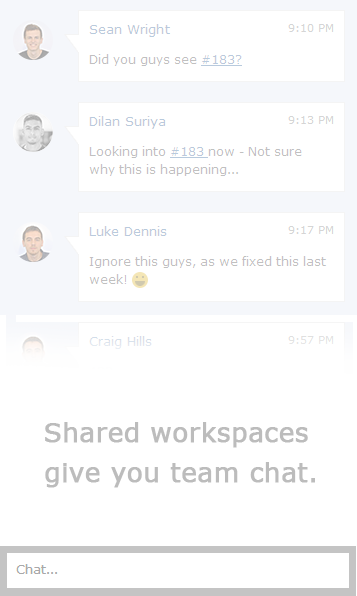 Sean Wright 9:10 PM
Did you guys see #183?
Dilan Suriya 9:13 PM
Looking into #183 now - Not sure
why this is happening...
Luke Dennis 9:17 PM
Ignore this guys, as we fixed this last
week!
Craig Hills 9:57 PM
Shared workspaces
give you team chat.
Chat...